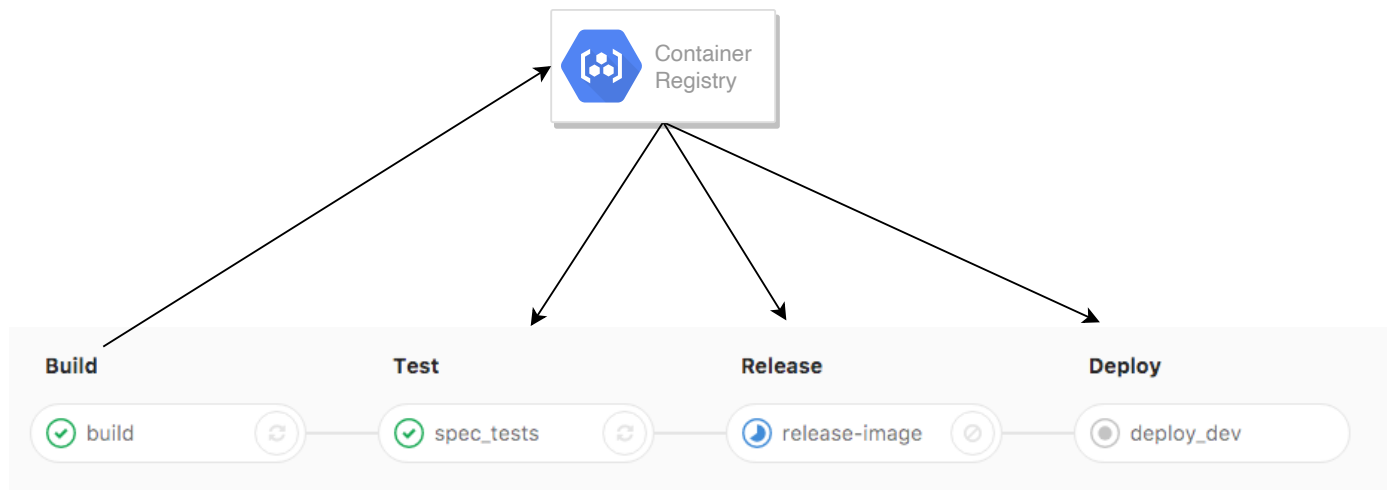 Container
Registry
Build
Test
Release
Deploy
build
spec_tests
release-image
deploy_dev